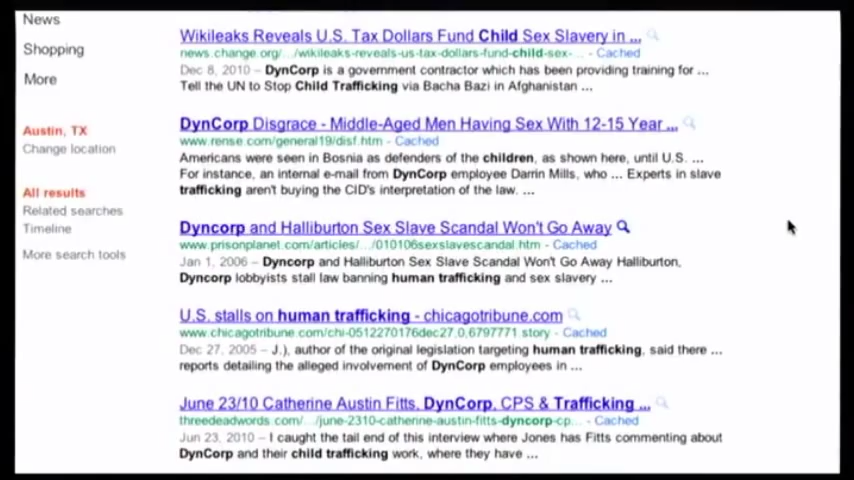 News
Shopping
More
Austin, TX
Change location
All results
Related searches
Timeline
More search tools
Wikileaks Reveals U.S. Tax Dollars Fund Child Sex Slavery in ...
news.change.org/.../wikileaks-reveals-us-tax-dollars-fund-child-sex-... - Cached
Dec 8, 2010 – DynCorp is a government contractor which has been providing training for ...
Tell the UN to Stop Child Trafficking via Bacha Bazi in Afghanistan ...
DynCorp Disgrace - Middle-Aged Men Having Sex With 12-15 Year ...
www.rense.com/general19/disf.htm - Cached
Americans were seen in Bosnia as defenders of the children, as shown here, until U.S. ...
For instance, an internal e-mail from DynCorp employee Darrin Mills, who ... Experts in slave
trafficking aren't buying the CID's interpretation of the law. ...
Dyncorp and Halliburton Sex Slave Scandal Won't Go Away
www.prisonplanet.com/articles/.../010106sexslavescandal.htm - Cached
Jan 1, 2006 – Dyncorp and Halliburton Sex Slave Scandal Won't Go Away Halliburton,
Dyncorp lobbyists stall law banning human trafficking and sex slavery ...
U.S. stalls on human trafficking - chicagotribune.com
www.chicagotribune.com/chi-0512270176dec27,0,6797771.story - Cached
Dec 27, 2005 – J.), author of the original legislation targeting human trafficking, said there ...
reports detailing the alleged involvement of DynCorp employees in ...
June 23/10 Catherine Austin Fitts, DynCorp, CPS & Trafficking ...
threedeadwords.com/.../june-2310-catherine-austin-fitts-dyncorp-cp... - Cached
Jun 23, 2010 – I caught the tail end of this interview where Jones has Fitts commenting about
DynCorp and their child trafficking work, where they have ...